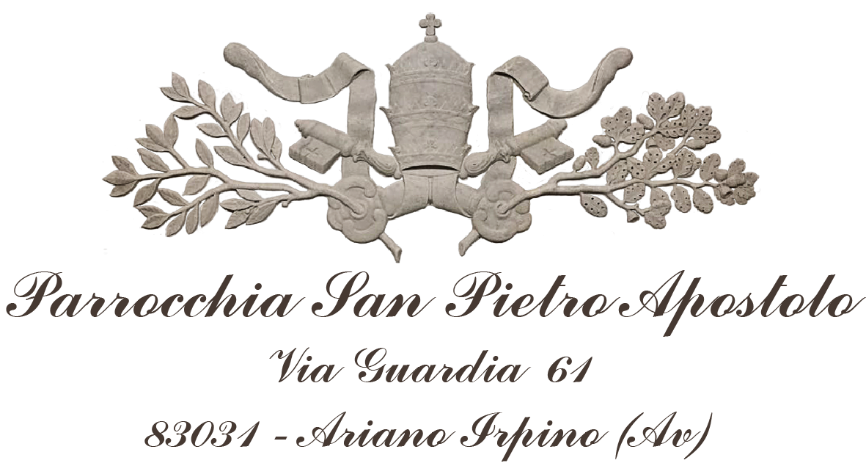 Parrocchia San Pietro Apostolo
Via Guardia 61
83031 - Ariano Irpino (Av)